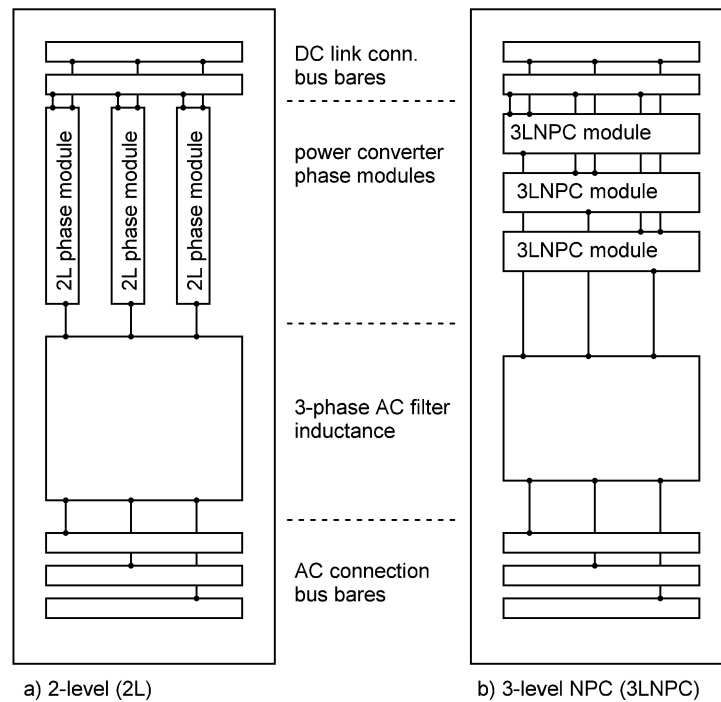 DC link conn.
bus bares
power converter
phase modules
2L phase module
2L phase module
2L phase module
3LNPC module
3LNPC module
3LNPC module
3-phase AC filter
inductance
AC connection
bus bares
a) 2-level (2L)
b) 3-level NPC (3LNPC)